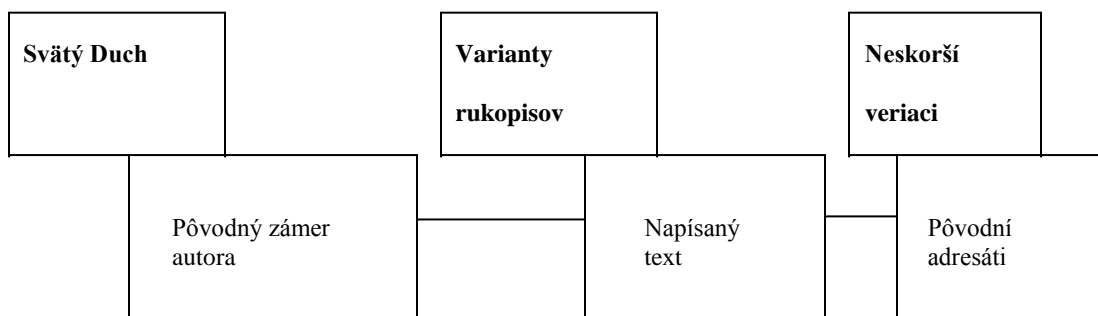 Svätý Duch
Varianty
rukopisov
Neskorší
veriaci
Pôvodný zámer
autora
Napísaný
text
Pôvodní
adresáti